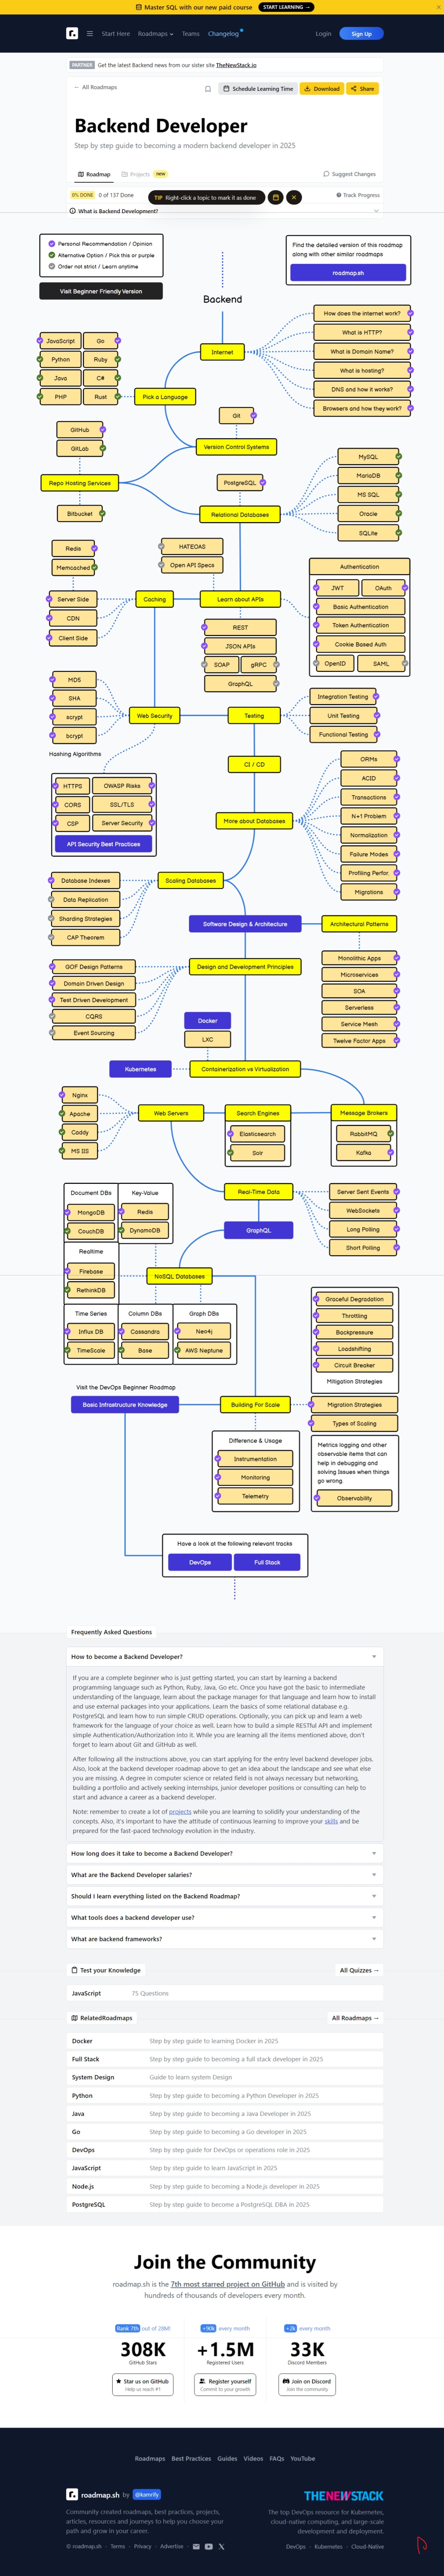 Master SQL with our new paid course START LEARNING →
Start Here Roadmaps Teams Changelog Login Sign Up
PARTNER Get the latest Backend news from our sister site TheNewStack.io
← All Roadmaps Schedule Learning Time Download Share
Backend Developer
Step by step guide to becoming a modern backend developer in 2025
Roadmap Projects new Suggest Changes
0% DONE 0 of 137 Done TIP Right-click a topic to mark it as done Track Progress
What is Backend Development?
Personal Recommendation / Opinion
Alternative Option / Pick this or purple
Order not strict / Learn anytime
Visit Beginner Friendly Version
Find the detailed version of this roadmap
along with other similar roadmaps
roadmap.sh
Backend
Internet
How does the internet work?
What is HTTP?
What is Domain Name?
What is hosting?
DNS and how it works?
Browsers and how they work?
JavaScript Go
Python Ruby
Java C#
PHP Rust
Pick a Language
Git
Version Control Systems
GitHub
GitLab
Repo Hosting Services
Bitbucket
PostgreSQL
Relational Databases
MySQL
MariaDB
MS SQL
Oracle
SQLite
Redis
Memcached
Server Side
CDN
Client Side
Caching
HATEOAS
Open API Specs
Learn about APIs
REST
JSON APIs
SOAP gRPC
GraphQL
Authentication
JWT OAuth
Basic Authentication
Token Authentication
Cookie Based Auth
OpenID SAML
MD5
SHA
scrypt
bcrypt
Hashing Algorithms
Web Security
Testing
Integration Testing
Unit Testing
Functional Testing
CI / CD
HTTPS OWASP Risks
CORS SSL/TLS
CSP Server Security
API Security Best Practices
More about Databases
ORMs
ACID
Transactions
N+1 Problem
Normalization
Failure Modes
Profiling Perfor.
Migrations
Database Indexes
Data Replication
Sharding Strategies
CAP Theorem
Scaling Databases
Software Design & Architecture
Architectural Patterns
Monolithic Apps
Microservices
SOA
Serverless
Service Mesh
Twelve Factor Apps
GOF Design Patterns
Domain Driven Design
Test Driven Development
CQRS
Event Sourcing
Design and Development Principles
Docker
LXC
Kubernetes
Containerization vs Virtualization
Nginx
Apache
Caddy
MS IIS
Web Servers
Search Engines
Elasticsearch
Solr
Message Brokers
RabbitMQ
Kafka
Document DBs
MongoDB
CouchDB
Key-Value
Redis
DynamoDB
Real-Time Data
GraphQL
Server Sent Events
WebSockets
Long Polling
Short Polling
Realtime
Firebase
RethinkDB
NoSQL Databases
Time Series
Influx DB
TimeScale
Column DBs
Cassandra
Base
Graph DBs
Neo4j
AWS Neptune
Graceful Degradation
Throttling
Backpressure
Loadshifting
Circuit Breaker
Mitigation Strategies
Visit the DevOps Beginner Roadmap
Basic Infrastructure Knowledge
Building For Scale
Migration Strategies
Types of Scaling
Difference & Usage
Instrumentation
Monitoring
Telemetry
Metrics logging and other
observable items that can
help in debugging and
solving issues when things
go wrong.
Observability
Have a look at the following relevant tracks
DevOps Full Stack
Frequently Asked Questions
How to become a Backend Developer?
If you are a complete beginner who is just getting started, you can start by learning a backend
programming language such as Python, Ruby, Java, Go etc. Once you have got the basic to intermediate
understanding of the language, learn about the package manager for that language and how to install
and use external packages into your applications. Learn the basics of some relational database e.g.
PostgreSQL and learn how to run simple CRUD operations. Optionally, you can pick up and learn a web
framework for the language of your choice as well. Learn how to build a simple RESTful API and implement
simple Authentication/Authorization into it. While you are learning all the items mentioned above, don't
forget to learn about Git and GitHub as well.
After following all the instructions above, you can start applying for the entry level backend developer jobs.
Also, look at the backend developer roadmap above to get an idea about the landscape and see what else
you are missing. A degree in computer science or related field is not always necessary but networking,
building a portfolio and actively seeking internships, junior developer positions or consulting can help to
start and advance a career as a backend developer.
Note: remember to create a lot of projects while you are learning to solidify your understanding of the
concepts. Also, it's important to have the attitude of continuous learning to improve your skills and be
prepared for the fast-paced technology evolution in the industry.
How long does it take to become a Backend Developer?
What are the Backend Developer salaries?
Should I learn everything listed on the Backend Roadmap?
What tools does a backend developer use?
What are backend frameworks?
Test your Knowledge All Quizzes →
JavaScript 75 Questions
RelatedRoadmaps All Roadmaps →
Docker Step by step guide to learning Docker in 2025
Full Stack Step by step guide to becoming a full stack developer in 2025
System Design Guide to learn system Design
Python Step by step guide to becoming a Python Developer in 2025
Java Step by step guide to becoming a Java Developer in 2025
Go Step by step guide to becoming a Go developer in 2025
DevOps Step by step guide for DevOps or operations role in 2025
JavaScript Step by step guide to learn JavaScript in 2025
Node.js Step by step guide to becoming a Node.js developer in 2025
PostgreSQL Step by step guide to become a PostgreSQL DBA in 2025
Join the Community
roadmap.sh is the 7th most starred project on GitHub and is visited by
hundreds of thousands of developers every month.
Rank 7th out of 28M! +90k every month +2k every month
308K +1.5M 33K
GitHub Stars Registered Users Discord Members
Star us on GitHub Register yourself Join on Discord
Help us reach #1 Commit to your growth Join the community
Roadmaps Best Practices Guides Videos FAQs YouTube
roadmap.sh by @kamrify
Community created roadmaps, best practices, projects,
articles, resources and journeys to help you choose your
path and grow in your career.
© roadmap.sh · Terms · Privacy · Advertise ·
THENEWSTACK
The top DevOps resource for Kubernetes,
cloud-native computing, and large-scale
development and deployment.
DevOps · Kubernetes · Cloud-Native